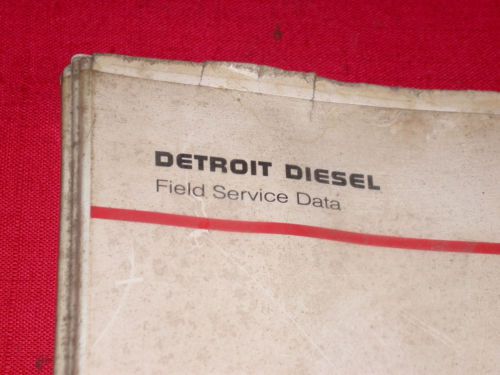 DETROIT DIESEL
Field Service Data